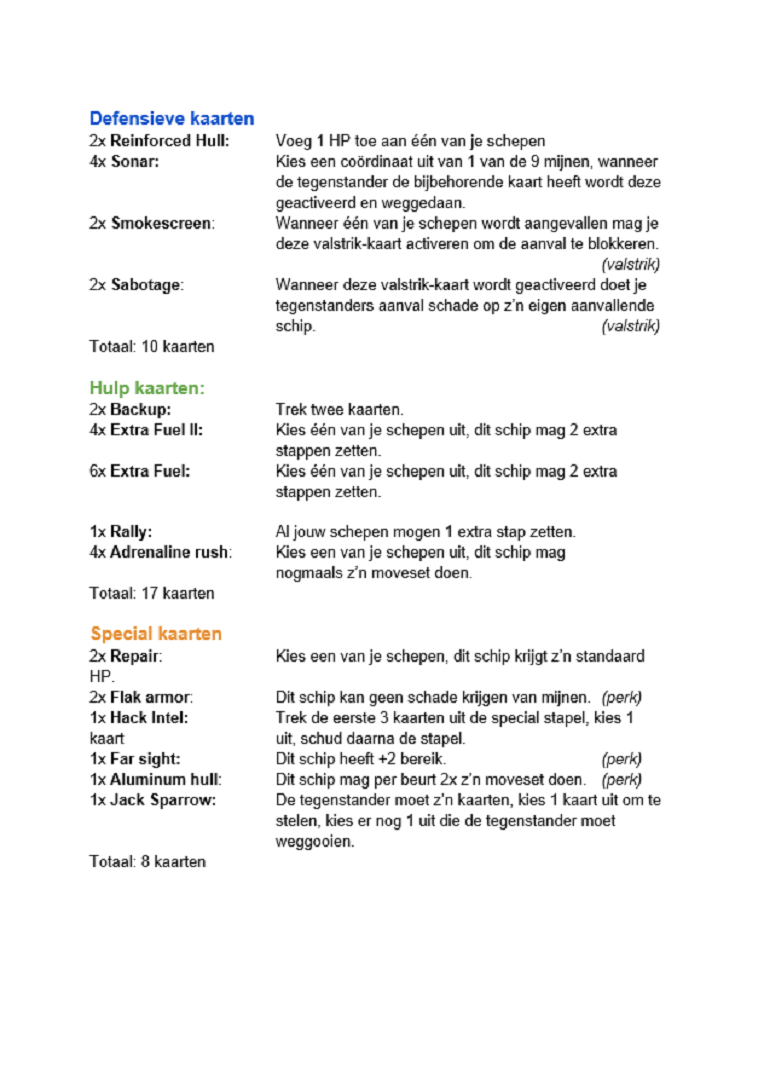 Defensieve kaarten
2x Reinforced Hull: Voeg 1 HP toe aan één van je schepen
4x Sonar: Kies een coördinaat uit van 1 van de 9 mijnen, wanneer
de tegenstander de bijbehorende kaart heeft wordt deze
geactiveerd en weggedaan.
2x Smokescreen: Wanneer één van je schepen wordt aangevallen mag je
deze valstrik-kaart activeren om de aanval te blokkeren.
(valstrik)
2x Sabotage: Wanneer deze valstrik-kaart wordt geactiveerd doet je
tegenstanders aanval schade op z'n eigen aanvallende
schip. (valstrik)
Totaal: 10 kaarten
Hulp kaarten:
2x Backup: Trek twee kaarten.
4x Extra Fuel II: Kies één van je schepen uit, dit schip mag 2 extra
stappen zetten.
6x Extra Fuel: Kies één van je schepen uit, dit schip mag 2 extra
stappen zetten.
1x Rally: Al jouw schepen mogen 1 extra stap zetten.
4x Adrenaline rush: Kies een van je schepen uit, dit schip mag
nogmaals z'n moveset doen.
Totaal: 17 kaarten
Special kaarten
2x Repair: Kies een van je schepen, dit schip krijgt z'n standaard
HP.
2x Flak armor: Dit schip kan geen schade krijgen van mijnen. (perk)
1x Hack Intel: Trek de eerste 3 kaarten uit de special stapel, kies 1
kaart uit, schud daarna de stapel.
1x Far sight: Dit schip heeft +2 bereik. (perk)
1x Aluminum hull: Dit schip mag per beurt 2x z'n moveset doen. (perk)
1x Jack Sparrow: De tegenstander moet z'n kaarten, kies 1 kaart uit om te
stelen, kies er nog 1 uit die de tegenstander moet
weggooien.
Totaal: 8 kaarten